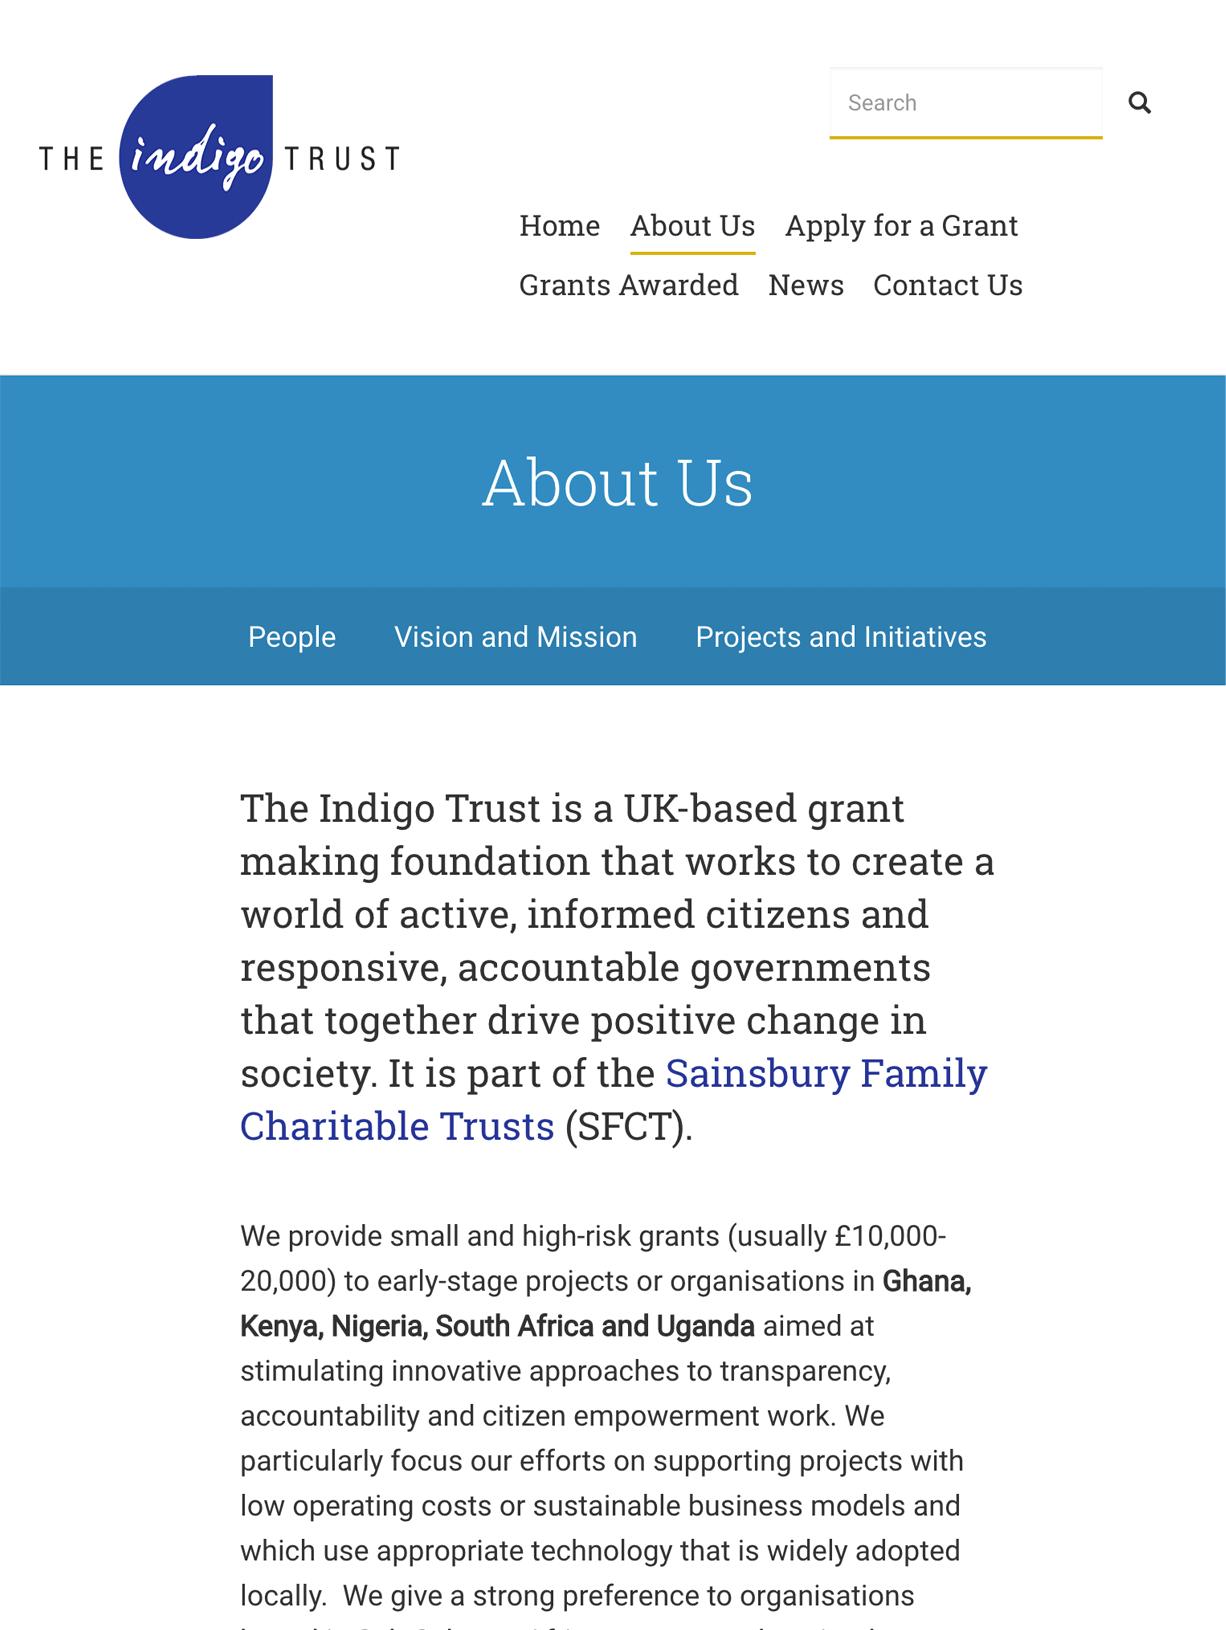 THE indigo TRUST
Search
Home About Us Apply for a Grant
Grants Awarded News Contact Us
About Us
People Vision and Mission Projects and Initiatives
The Indigo Trust is a UK-based grant
making foundation that works to create a
world of active, informed citizens and
responsive, accountable governments
that together drive positive change in
society. It is part of the Sainsbury Family
Charitable Trusts (SFCT).
We provide small and high-risk grants (usually £10,000-
20,000) to early-stage projects or organisations in Ghana,
Kenya, Nigeria, South Africa and Uganda aimed at
stimulating innovative approaches to transparency,
accountability and citizen empowerment work. We
particularly focus our efforts on supporting projects with
low operating costs or sustainable business models and
which use appropriate technology that is widely adopted
locally.  We give a strong preference to organisations